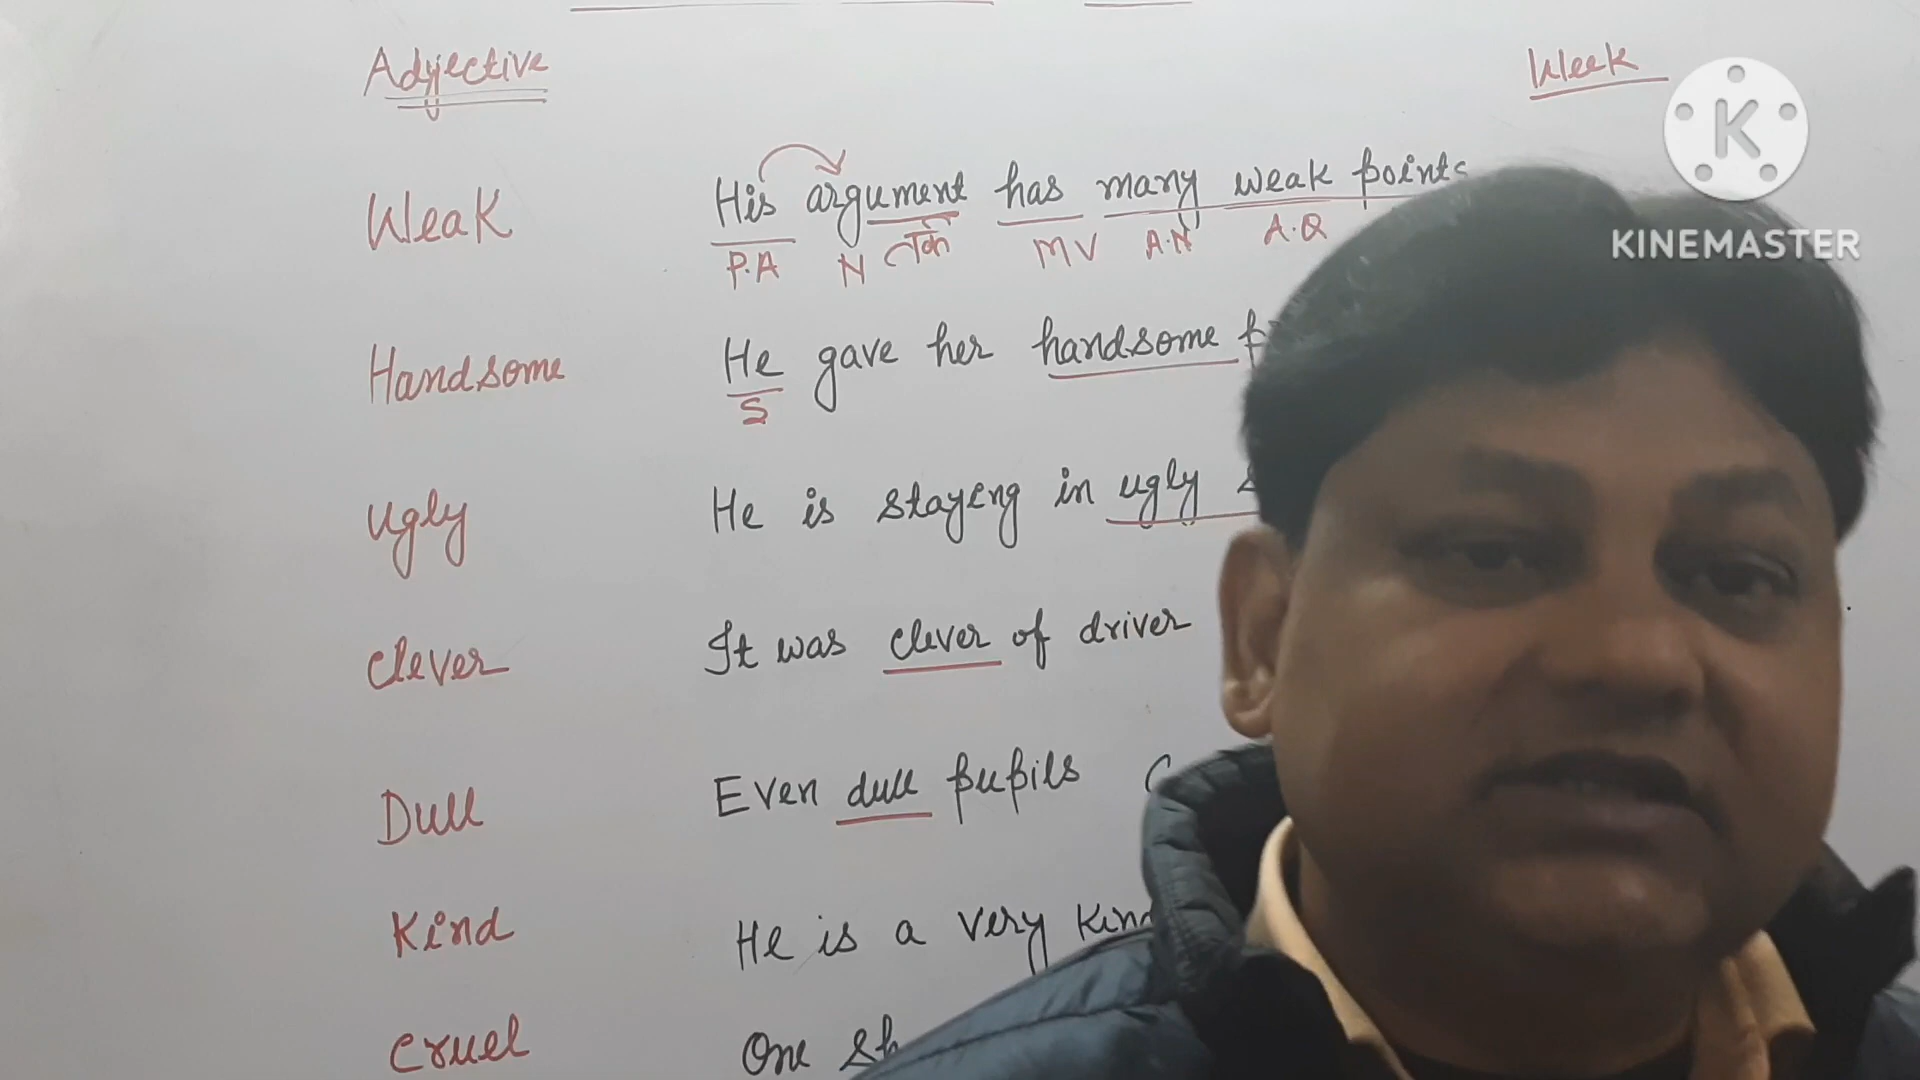 Adjective
Week
Weak
His argument has many weak points
P.A N तर्क MV A.N A.Q
KINEMASTER
Handsome
He gave her handsome
S
Ugly
He is staying in ugly
Clever
It was clever of driver
Dull
Even dull pupils
Kind
He is a very kind
Cruel
One sh